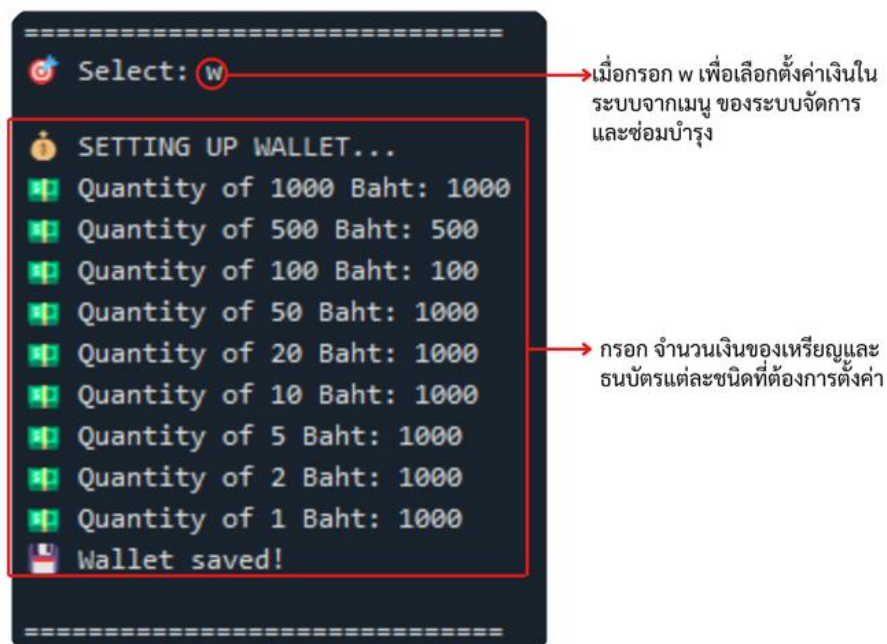 ==============================
🎯 Select: w
💰 SETTING UP WALLET...
💵 Quantity of 1000 Baht: 1000
💵 Quantity of 500 Baht: 500
💵 Quantity of 100 Baht: 100
💵 Quantity of 50 Baht: 1000
💵 Quantity of 20 Baht: 1000
💵 Quantity of 10 Baht: 1000
💵 Quantity of 5 Baht: 1000
💵 Quantity of 2 Baht: 1000
💵 Quantity of 1 Baht: 1000
💾 Wallet saved!
==============================
เมื่อกรอก w เพื่อเลือกตั้งค่าเงินใน
ระบบจากเมนู ของระบบจัดการ
และซ่อมบำรุง
กรอก จำนวนเงินของเหรียญและ
ธนบัตรแต่ละชนิดที่ต้องการตั้งค่า